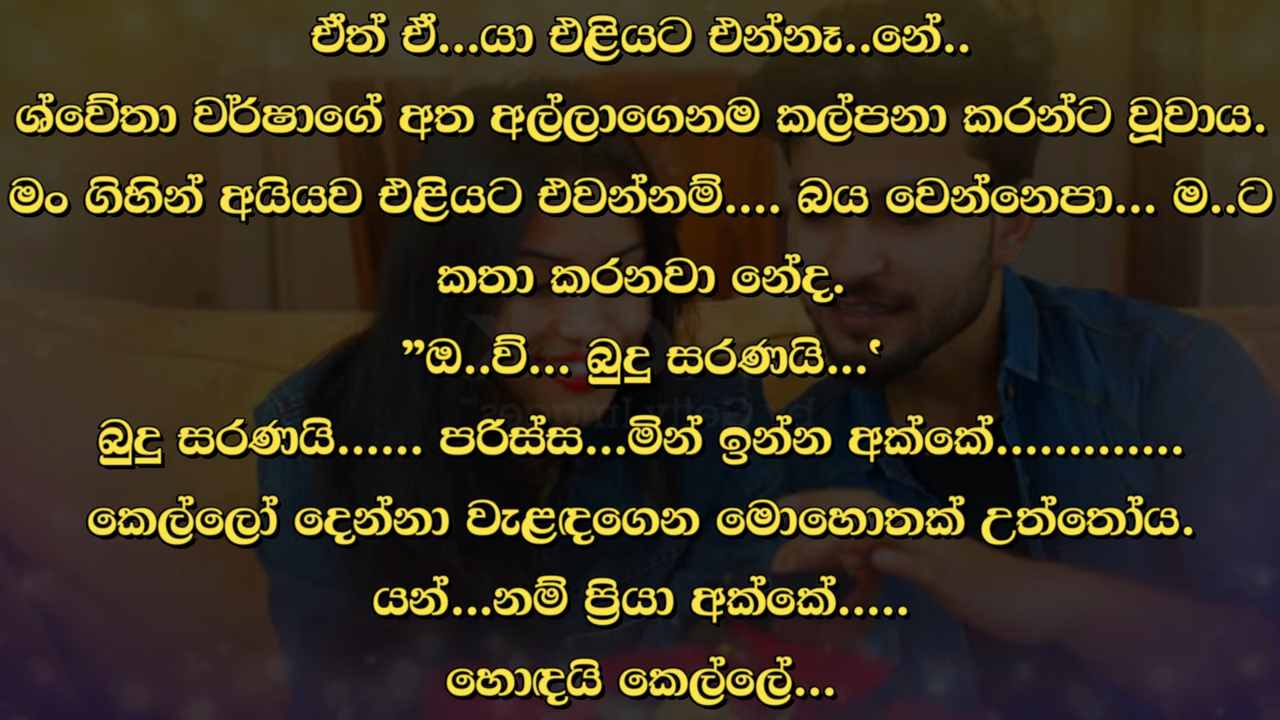 ඒත් ඒ...යා එළියට එන්නෑ..නේ..
ශ්වේතා වර්ෂාගේ අත අල්ලාගෙනම කල්පනා කරන්ට වූවාය.
මං ගිහින් අයියව එළියට එවන්නම්.... බය වෙන්නෙපා... ම..ට
කතා කරනවා නේද.
”ඔ..ව්... බුදු සරණයි...‛
බුදු සරණයි...... පරිස්ස...මින් ඉන්න අක්කේ.............
කෙල්ලෝ දෙන්නා වැළඳගෙන මොහොතක් උත්තෝය.
යන්...නම් ප්‍රියා අක්කේ.....
හොඳයි කෙල්ලේ...